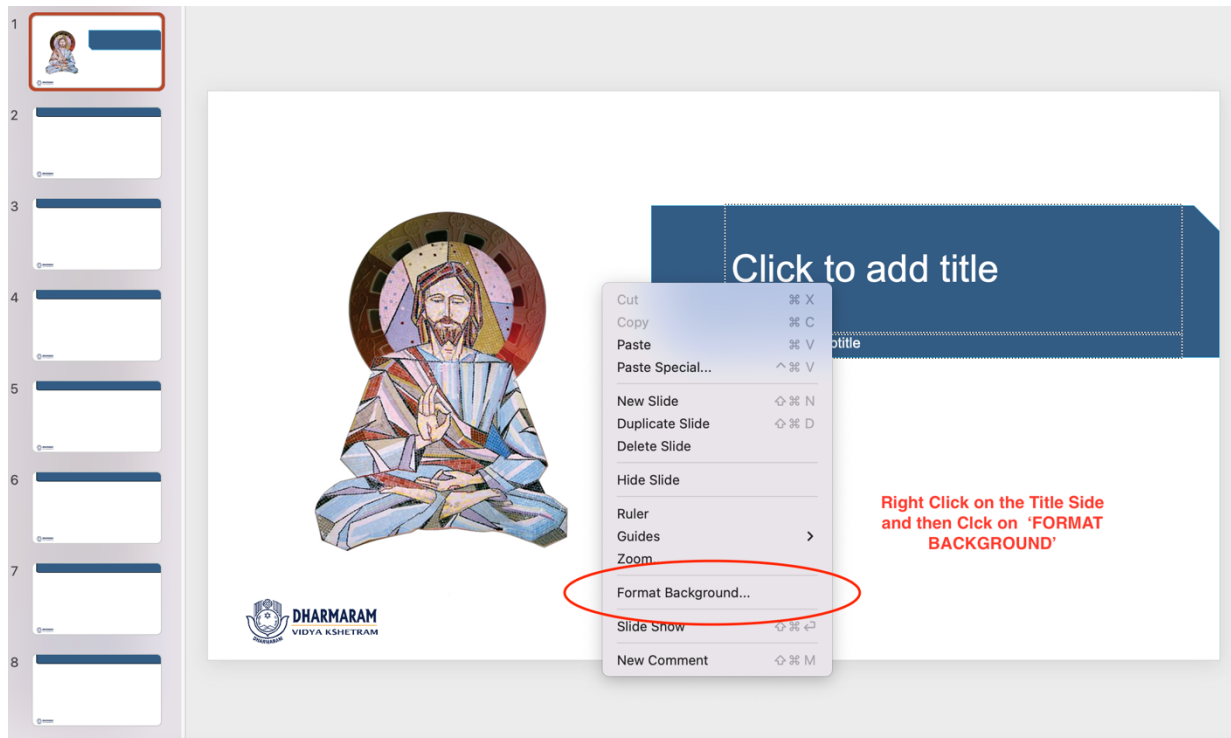 1
2
3
4
5
6
7
8
Click to add title
btitle
Cut ⌘ X
Copy ⌘ C
Paste ⌘ V
Paste Special... ^ ⌘ V
New Slide ⇧ ⌘ N
Duplicate Slide ⇧ ⌘ D
Delete Slide
Hide Slide
Ruler
Guides >
Zoom
Format Background...
Slide Show ⇧ ⌘ ↩
New Comment ⇧ ⌘ M
Right Click on the Title Side
and then Clck on ‘FORMAT
BACKGROUND’
DHARMARAM
VIDYA KSHETRAM
DHARMARAM